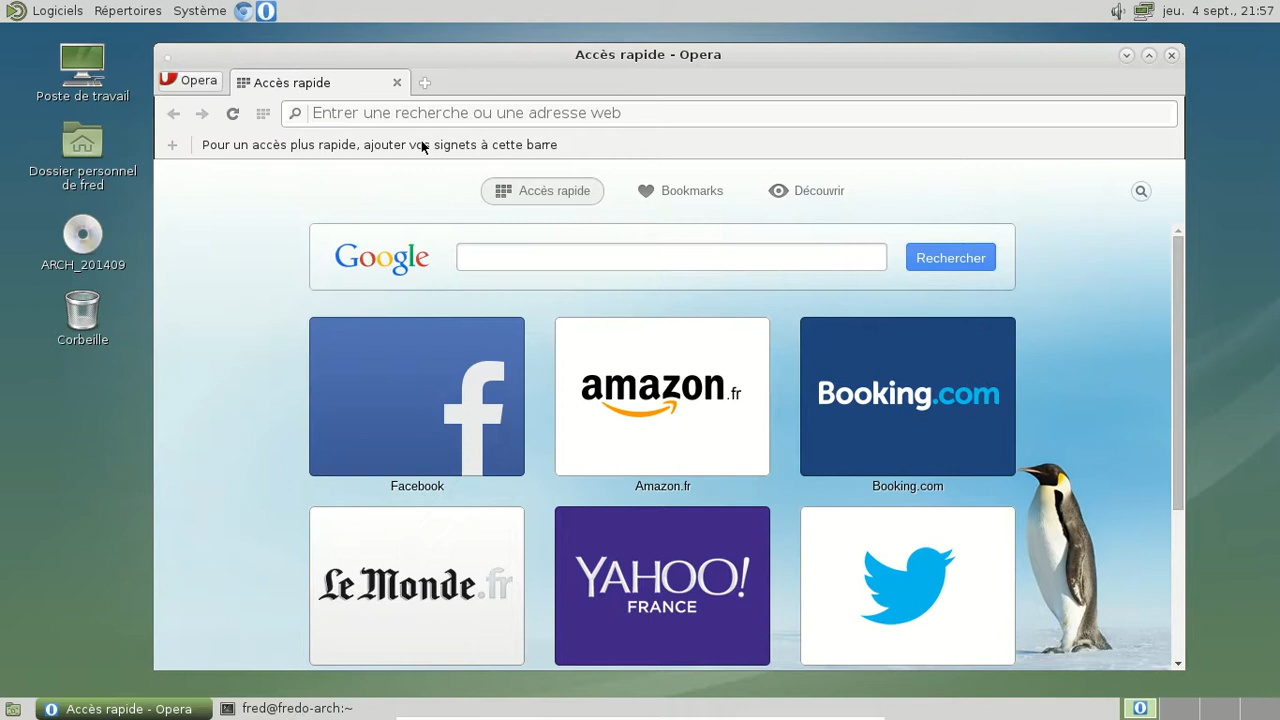 Logiciels Répertoires Système jeu. 4 sept., 21:57
Accès rapide - Opera
Opera Accès rapide
Entrer une recherche ou une adresse web
Pour un accès plus rapide, ajouter vos signets à cette barre
Poste de travail
Dossier personnel
de fred
ARCH_201409
Corbeille
Accès rapide Bookmarks Découvrir
Google Rechercher
amazon.fr
Booking.com
Facebook Amazon.fr Booking.com
Le Monde.fr
YAHOO!
FRANCE
Accès rapide - Opera fred@fredo-arch:~